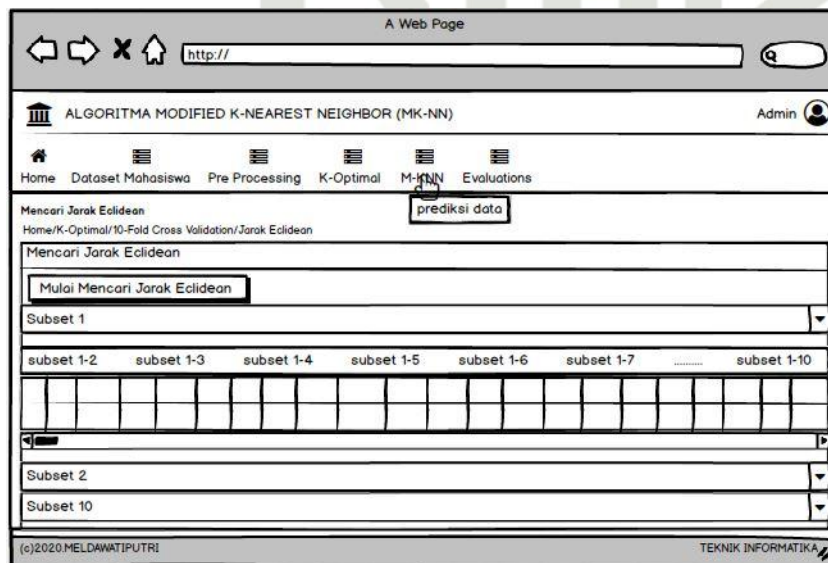 A Web Page
http://
ALGORITMA MODIFIED K-NEAREST NEIGHBOR (MK-NN)
Admin
Home Dataset Mahasiswa Pre Processing K-Optimal M-KNN Evaluations
prediksi data
Mencari Jarak Eclidean
Home/K-Optimal/10-Fold Cross Validation/Jarak Eclidean
Mencari Jarak Eclidean
Mulai Mencari Jarak Eclidean
Subset 1
subset 1-2 subset 1-3 subset 1-4 subset 1-5 subset 1-6 subset 1-7 .......... subset 1-10
Subset 2
Subset 10
(c)2020.MELDAWATIPUTRI TEKNIK INFORMATIKA